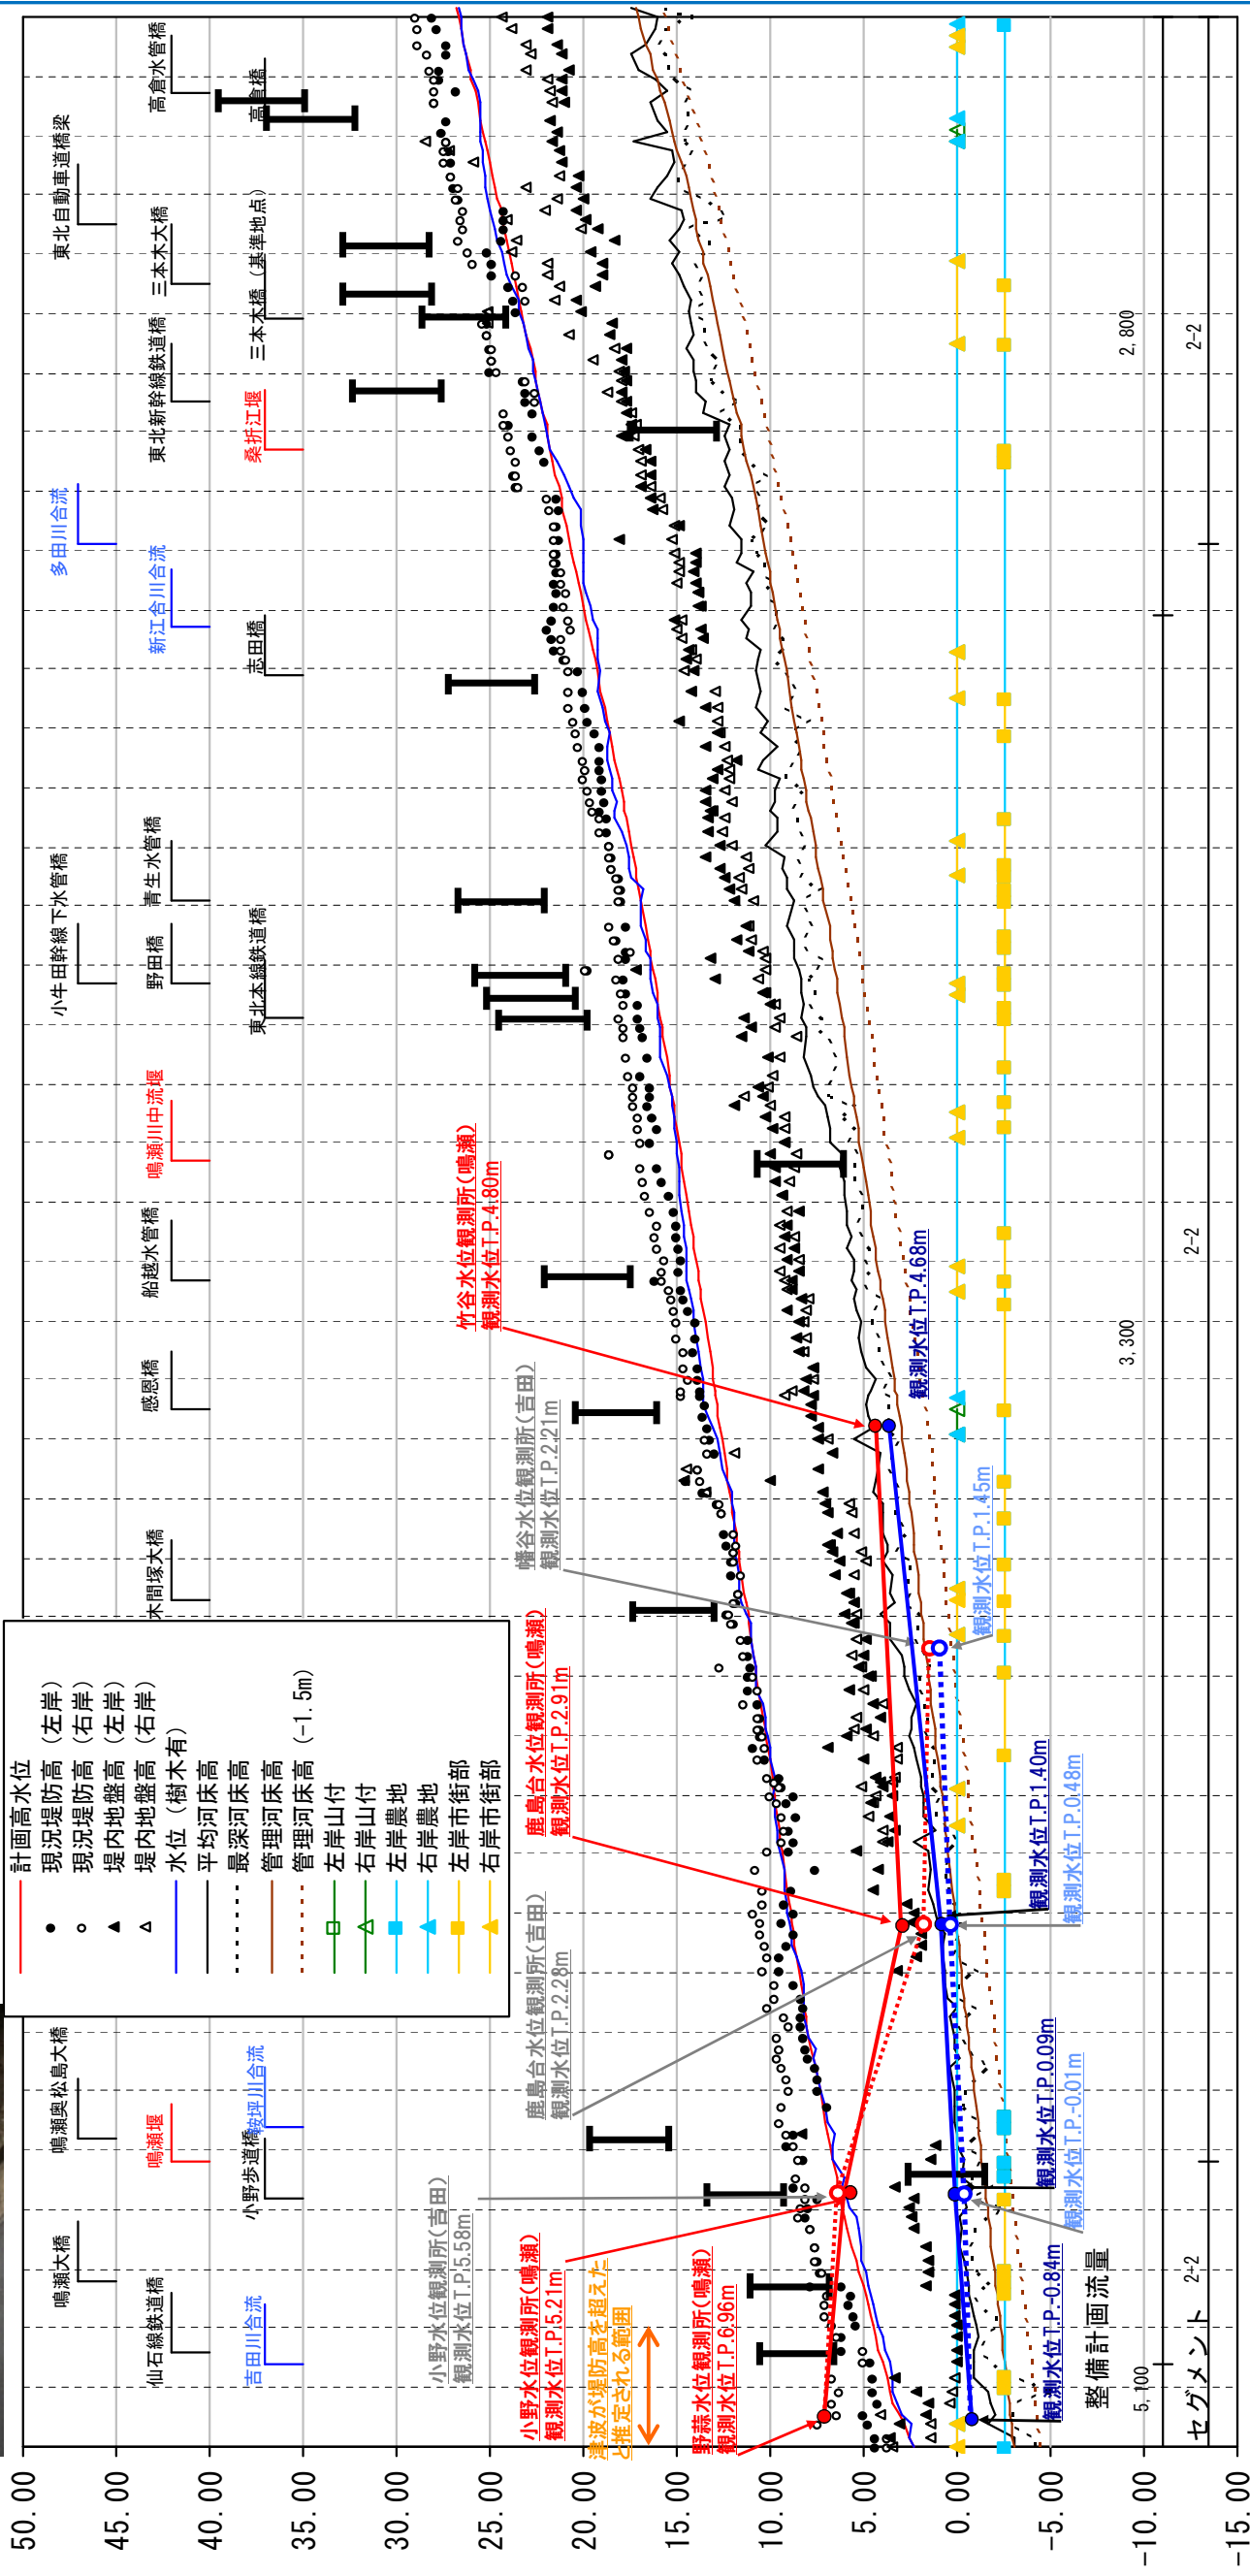 50.00
45.00
40.00
35.00
30.00
25.00
20.00
15.00
10.00
5.00
0.00
-5.00
-10.00
-15.00
計画高水位
現況堤防高（左岸）
現況堤防高（右岸）
堤内地盤高（左岸）
堤内地盤高（右岸）
水位（樹木有）
平均河床高
最深河床高
管理河床高
管理河床高（-1.5m）
左岸山付
右岸山付
左岸農地
右岸農地
左岸市街部
右岸市街部
鳴瀬大橋
鳴瀬奥松島大橋
小牛田幹線下水管橋
多田川合流
東北自動車道橋梁
仙石線鉄道橋
鳴瀬堰
木間塚大橋
感恩橋
船越水管橋
鳴瀬川中流堰
野田橋
青生水管橋
新江合川合流
東北新幹線鉄道橋
三本木大橋
高倉水管橋
吉田川合流
小野歩道橋
鞍坪川合流
東北本線鉄道橋
志田橋
桑折江堰
三本木橋（基準地点）
高倉橋
小野水位観測所（吉田）
観測水位T.P.5.58m
鹿島台水位観測所（吉田）
観測水位T.P.2.28m
幡谷水位観測所（吉田）
観測水位T.P.2.21m
竹谷水位観測所（鳴瀬）
観測水位T.P.4.80m
鹿島台水位観測所（鳴瀬）
観測水位T.P.2.91m
小野水位観測所（鳴瀬）
観測水位T.P.5.21m
津波が堤防高を超えた
と推定される範囲
野蒜水位観測所（鳴瀬）
観測水位T.P.6.96m
観測水位T.P.4.68m
観測水位T.P.1.45m
観測水位T.P.1.40m
観測水位T.P.0.48m
観測水位T.P.0.09m
観測水位T.P.-0.01m
観測水位T.P.-0.84m
整備計画流量
5,100
3,300
2,800
セグメント
2-2
2-2
2-2